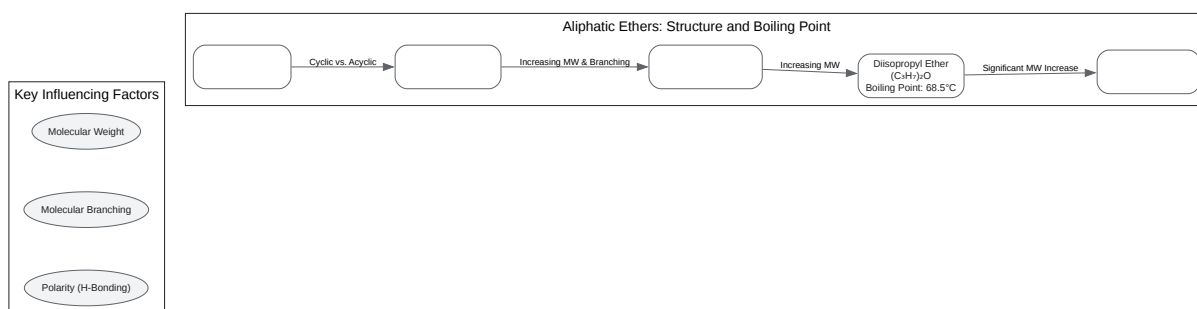 Aliphatic Ethers: Structure and Boiling Point
Cyclic vs. Acyclic
Increasing MW & Branching
Increasing MW
Diisopropyl Ether
(C₃H₇)₂O
Boiling Point: 68.5°C
Significant MW Increase
Key Influencing Factors
Molecular Weight
Molecular Branching
Polarity (H-Bonding)